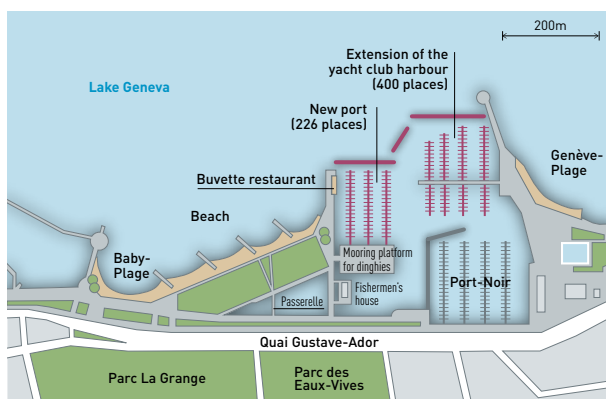 200m
Extension of the
yacht club harbour
(400 places)
Lake Geneva
New port
(226 places)
Genève-
Plage
Buvette restaurant
Beach
Baby-
Plage
Mooring platform
for dinghies
Port-Noir
Fishermen's
house
Passerelle
Quai Gustave-Ador
Parc La Grange
Parc des
Eaux-Vives